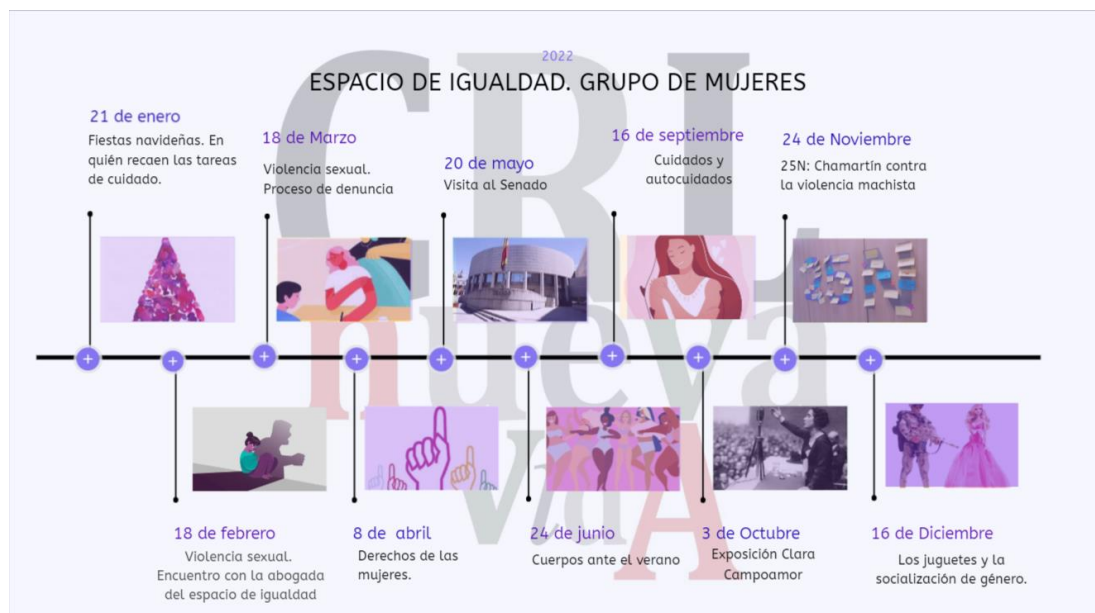 2022
ESPACIO DE IGUALDAD. GRUPO DE MUJERES
21 de enero
Fiestas navideñas. En
quién recaen las tareas
de cuidado.
18 de Marzo
Violencia sexual.
Proceso de denuncia
20 de mayo
Visita al Senado
16 de septiembre
Cuidados y
autocuidados
24 de Noviembre
25N: Chamartín contra
la violencia machista
25N
18 de febrero
Violencia sexual.
Encuentro con la abogada
del espacio de igualdad
8 de abril
Derechos de las
mujeres.
24 de junio
Cuerpos ante el verano
3 de Octubre
Exposición Clara
Campoamor
16 de Diciembre
Los juguetes y la
socialización de género.
CRL
nueva
VidA